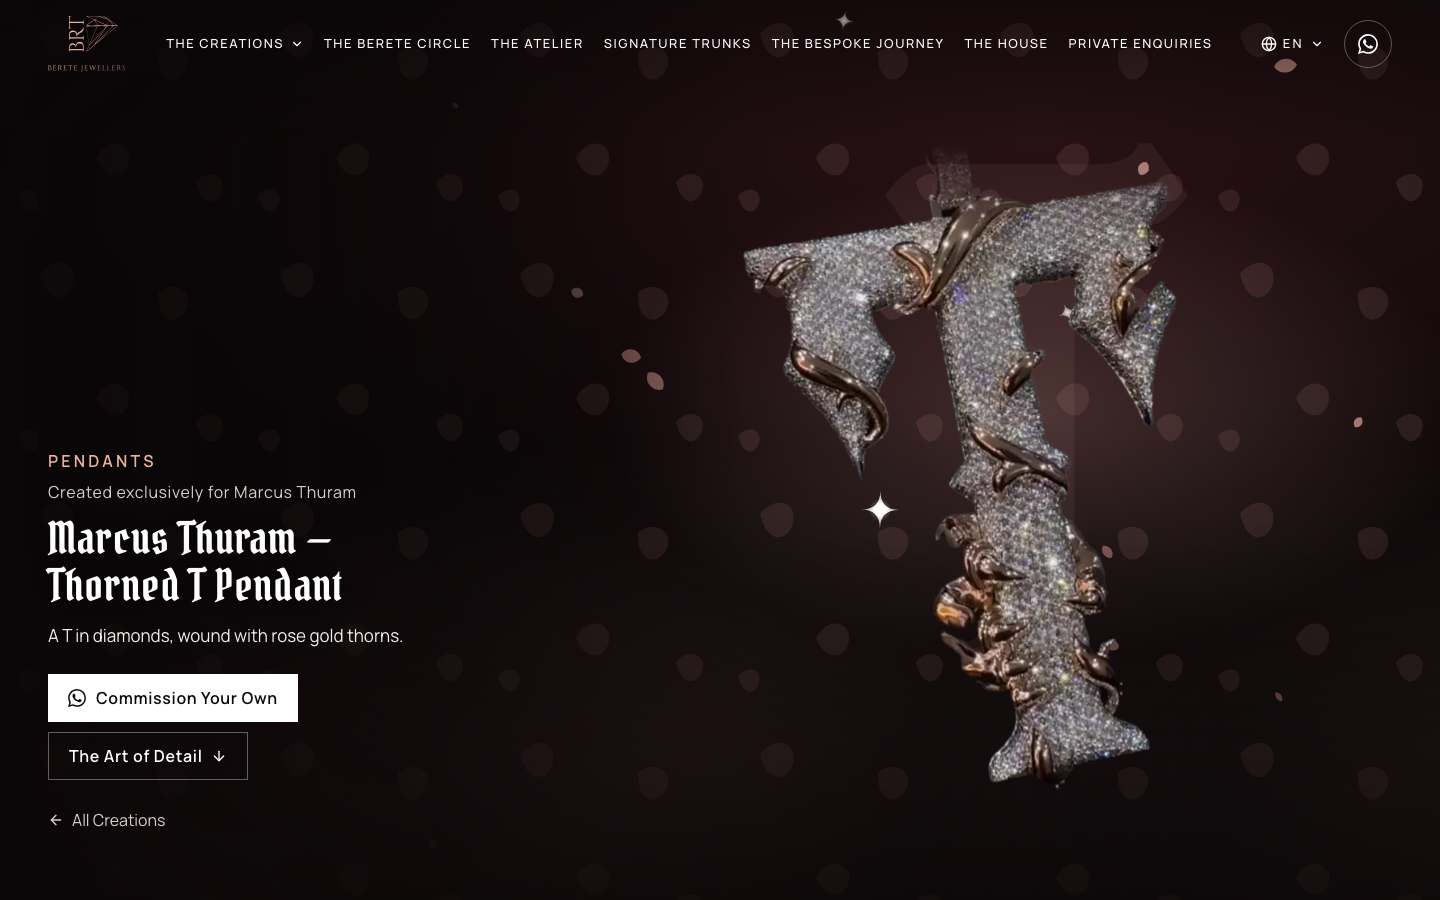 BRT
BERETE JEWELLERS
THE CREATIONS
THE BERETE CIRCLE
THE ATELIER
SIGNATURE TRUNKS
THE BESPOKE JOURNEY
THE HOUSE
PRIVATE ENQUIRIES
EN
PENDANTS
Created exclusively for Marcus Thuram
Marcus Thuram –
Thorned T Pendant
A T in diamonds, wound with rose gold thorns.
Commission Your Own
The Art of Detail
All Creations